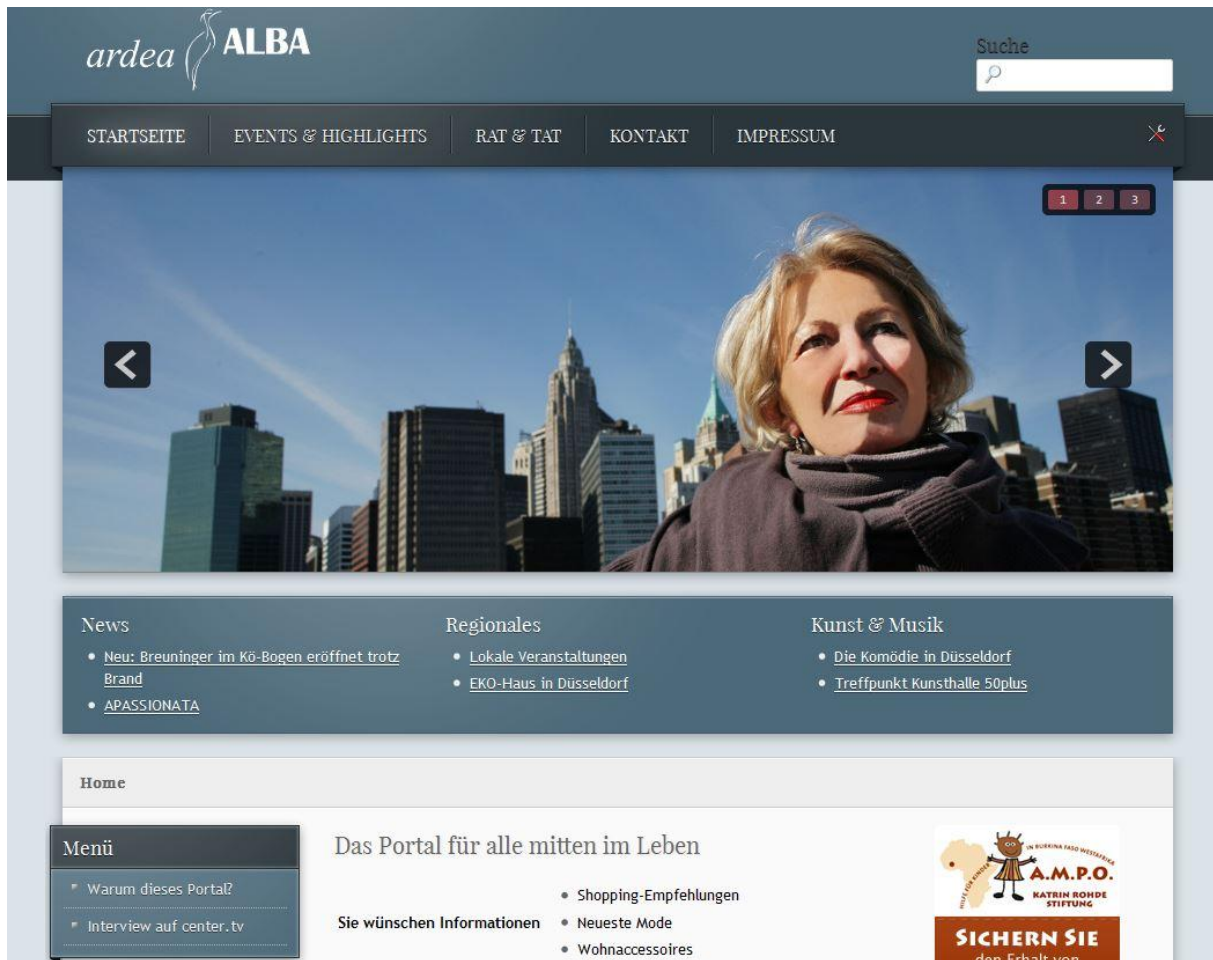 ardea ALBA
Suche
STARTSEITE EVENTS & HIGHLIGHTS RAT & TAT KONTAKT IMPRESSUM
1 2 3
News
Neu: Breuninger im Kö-Bogen eröffnet trotz
Brand
APASSIONATA
Regionales
Lokale Veranstaltungen
EKO-Haus in Düsseldorf
Kunst & Musik
Die Komödie in Düsseldorf
Treffpunkt Kunsthalle 50plus
Home
Menü
Warum dieses Portal?
Interview auf center.tv
Das Portal für alle mitten im Leben
Sie wünschen Informationen
Shopping-Empfehlungen
Neueste Mode
Wohnaccessoires
HILFE FÜR KINDER
IN BURKINA FASO WESTAFRIKA
A.M.P.O.
KATRIN ROHDE
STIFTUNG
SICHERN SIE
den Erhalt von